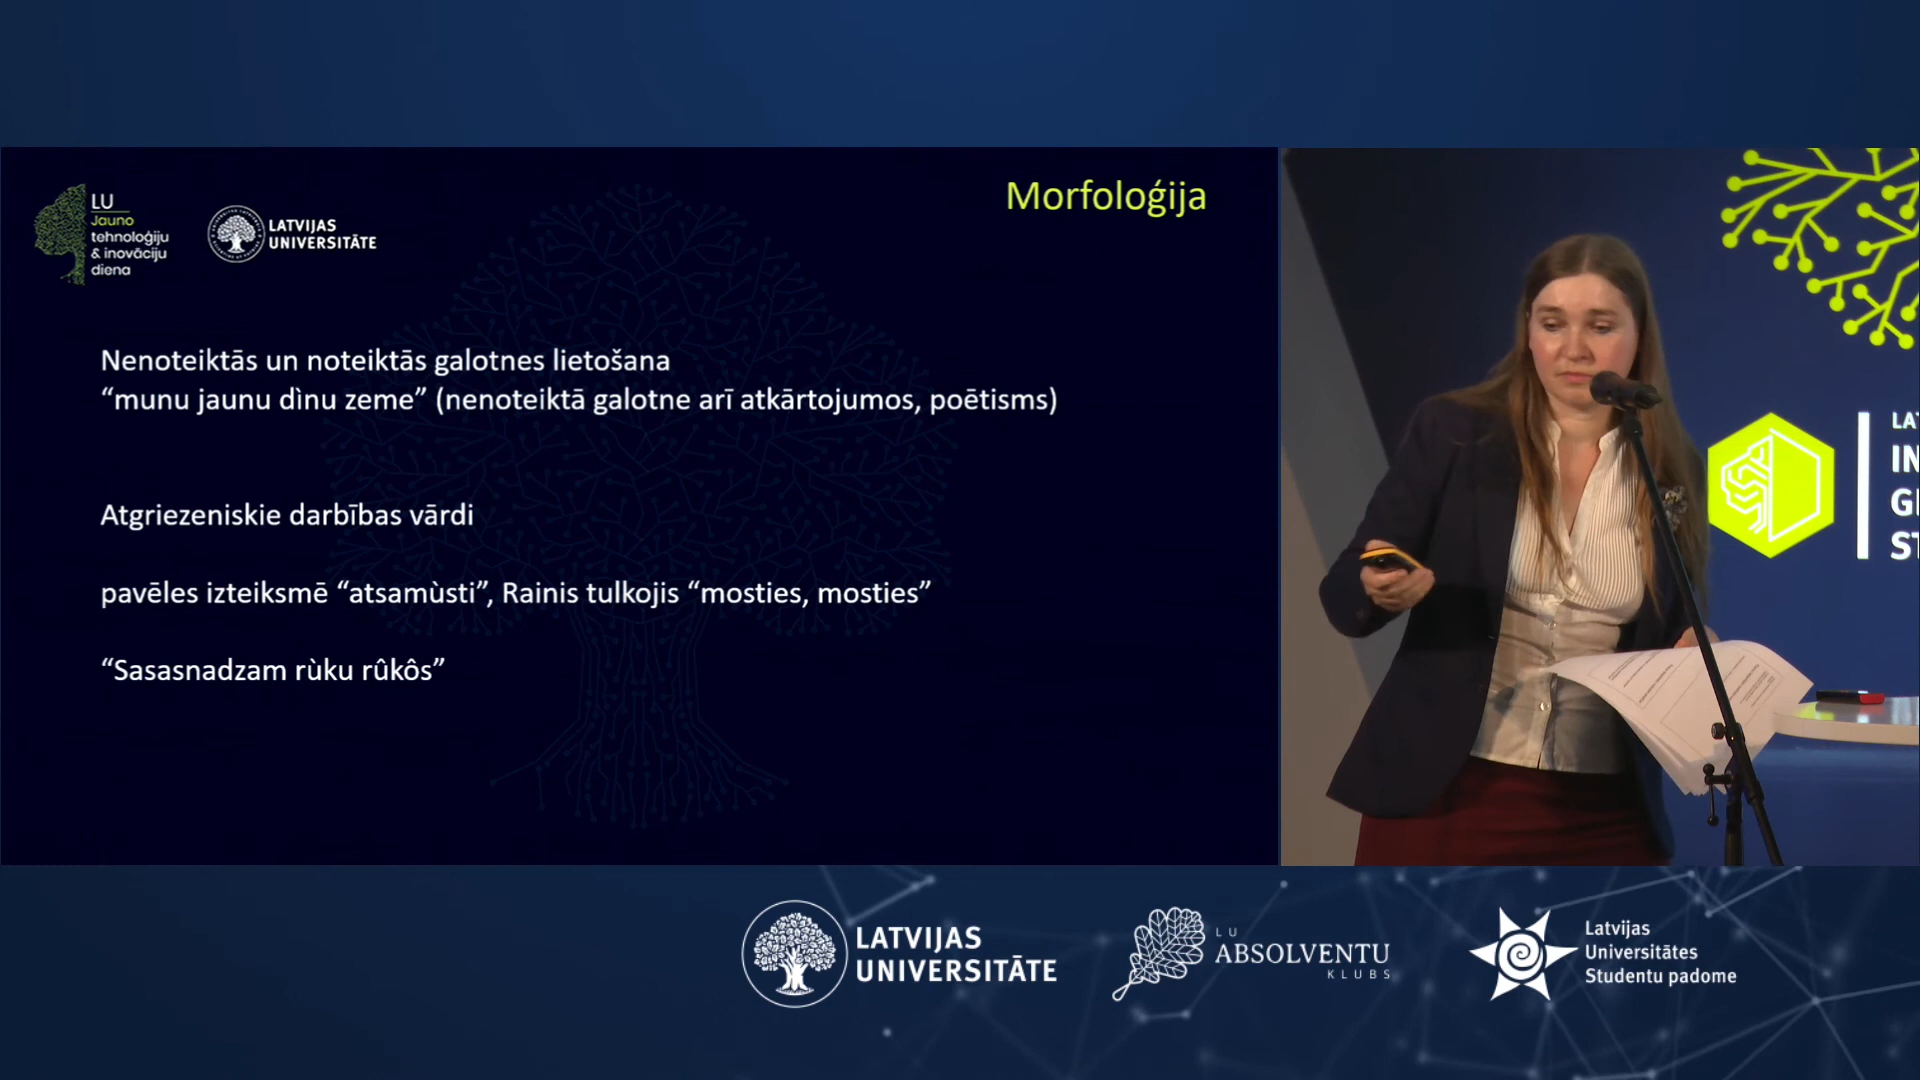 LU
Jauno
tehnoloģiju
& inovāciju
diena
LATVIJAS
UNIVERSITĀTE
Morfoloģija
Nenoteiktās un noteiktās galotnes lietošana
“munu jaunu dìnu zeme” (nenoteiktā galotne arī atkārtojumos, poētisms)
Atgriezeniskie darbības vārdi
pavēles izteiksmē “atsamùsti”, Rainis tulkojis “mosties, mosties”
“Sasasnadzam rùku rûkôs”
LATVIJAS
UNIVERSITĀTE
LU
ABSOLVENTU
KLUBS
Latvijas
Universitātes
Studentu padome